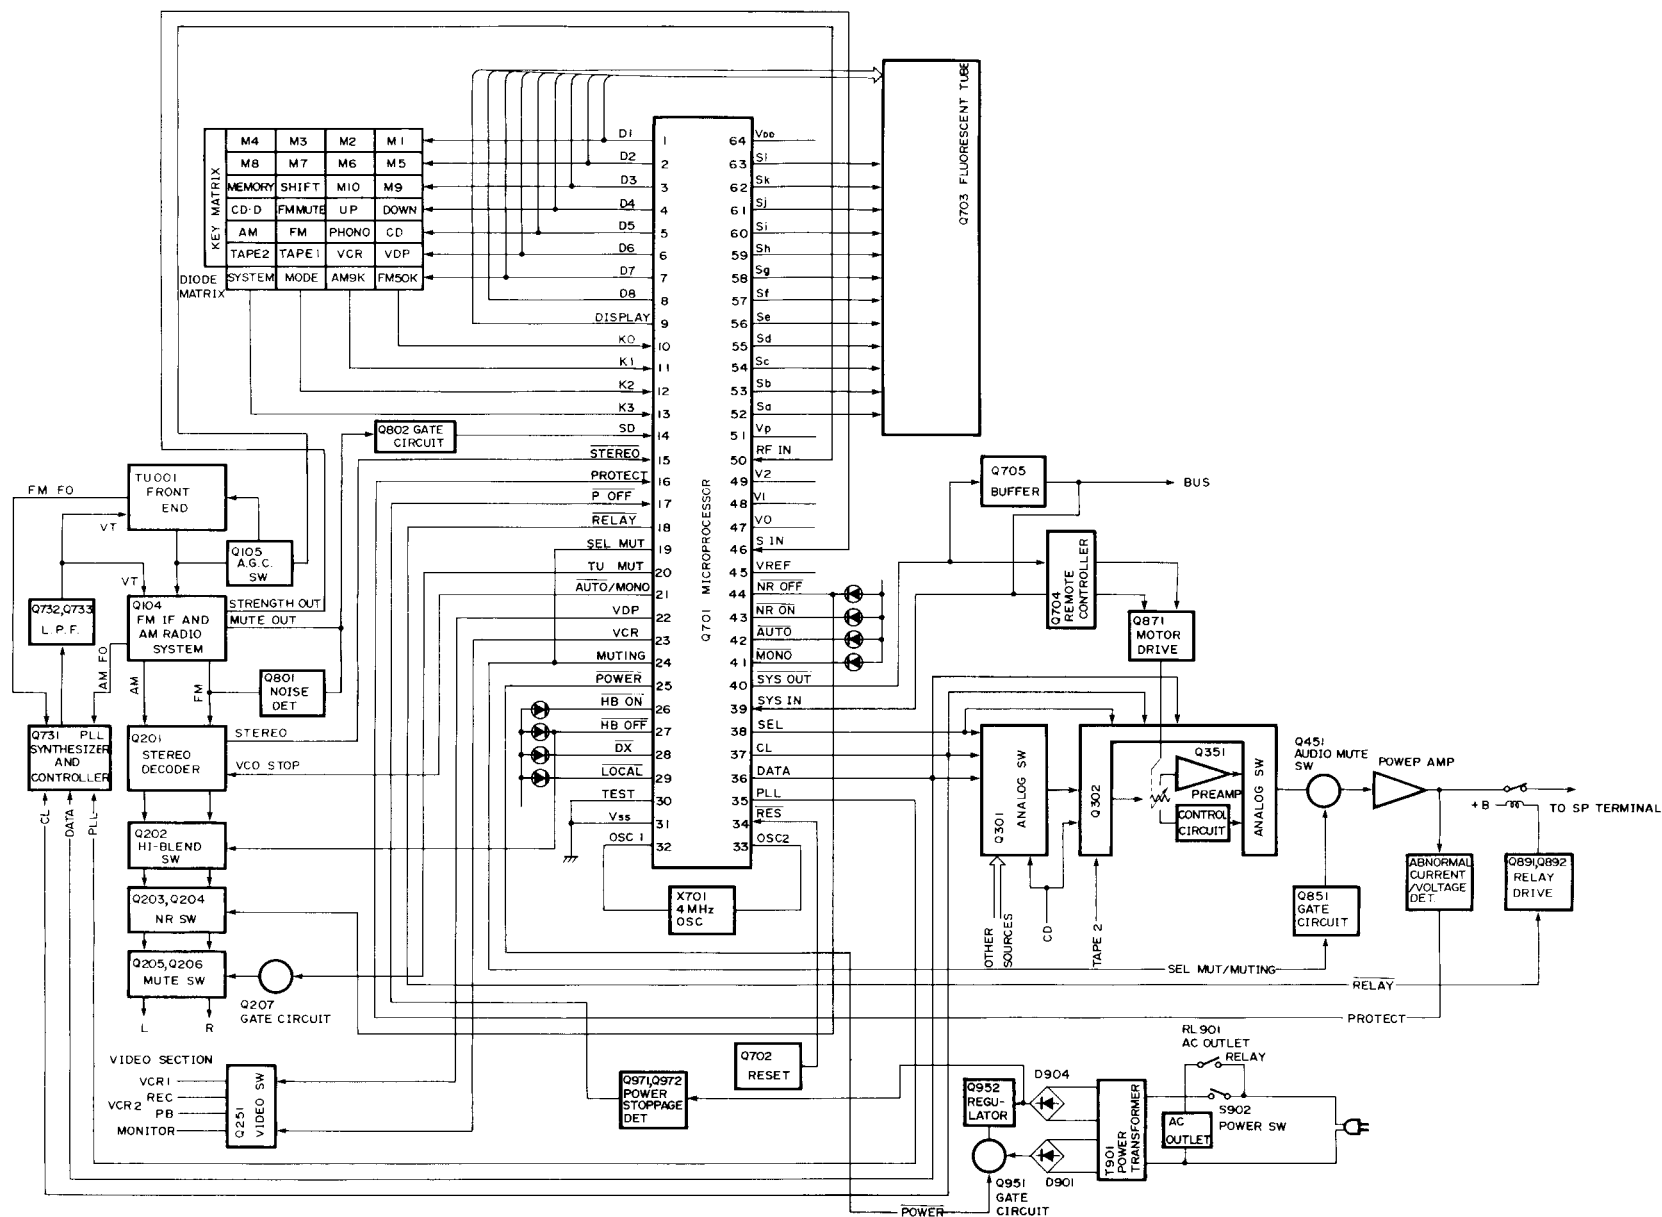 KEY MATRIX
M4 M3 M2 M1
M8 M7 M6 M5
MEMORY SHIFT M10 M9
CD·D FMMUTE UP DOWN
AM FM PHONO CD
TAPE2 TAPE1 VCR VDP
DIODE MATRIX
SYSTEM MODE AM9K FM50K
Q701 MICROPROCESSOR
D1 1
D2 2
D3 3
D4 4
D5 5
D6 6
D7 7
D8 8
DISPLAY 9
K0 10
K1 11
K2 12
K3 13
SD 14
STEREO 15
PROTECT 16
P OFF 17
RELAY 18
SEL MUT 19
TU MUT 20
AUTO/MONO 21
VDP 22
VCR 23
MUTING 24
POWER 25
HB ON 26
HB OFF 27
DX 28
LOCAL 29
TEST 30
Vss 31
OSC 1 32
64 VDD
63 Sl
62 Sk
61 Sj
60 Si
59 Sh
58 Sg
57 Sf
56 Se
55 Sd
54 Sc
53 Sb
52 Sa
51 Vp
50 RF IN
49 V2
48 V1
47 V0
46 S IN
45 VREF
44 NR OFF
43 NR ON
42 AUTO
41 MONO
40 SYS OUT
39 SYS IN
38 SEL
37 CL
36 DATA
35 PLL
34 RES
33 OSC2
Q703 FLUORESCENT TUBE
Q802 GATE
CIRCUIT
FM FO
TU001
FRONT
END
VT
Q105
A.G.C.
SW
VT
Q732,Q733
L.P.F.
Q104
FM IF AND
AM RADIO
SYSTEM
STRENGTH OUT
MUTE OUT
AM FO
AM
FM
Q801
NOISE
DET
Q731 PLL
SYNTHESIZER
AND
CONTROLLER
CL
DATA
PLL
Q201
STEREO
DECODER
STEREO
VCO STOP
Q202
HI-BLEND
SW
Q203,Q204
NR SW
Q205,Q206
MUTE SW
Q207
GATE CIRCUIT
L
R
VIDEO SECTION
VCR1
REC
VCR2
PB
MONITOR
Q251
VIDEO SW
X701
4MHz
OSC
Q702
RESET
Q971,Q972
POWER
STOPPAGE
DET
Q705
BUFFER
BUS
Q704
REMOTE
CONTROLLER
Q871
MOTOR
DRIVE
Q301
ANALOG SW
OTHER
SOURCES
CD
TAPE 2
Q302
Q351
PREAMP
CONTROL
CIRCUIT
ANALOG SW
Q451
AUDIO MUTE
SW
POWEP AMP
+B
TO SP TERMINAL
Q851
GATE
CIRCUIT
ABNORMAL
CURRENT
/VOLTAGE
DET.
Q891,Q892
RELAY
DRIVE
SEL MUT/MUTING
RELAY
PROTECT
RL901
AC OUTLET
RELAY
S902
POWER SW
AC
OUTLET
T901
POWER
TRANSFORMER
D904
D901
Q952
REGU-
LATOR
Q951
GATE
CIRCUIT
POWER